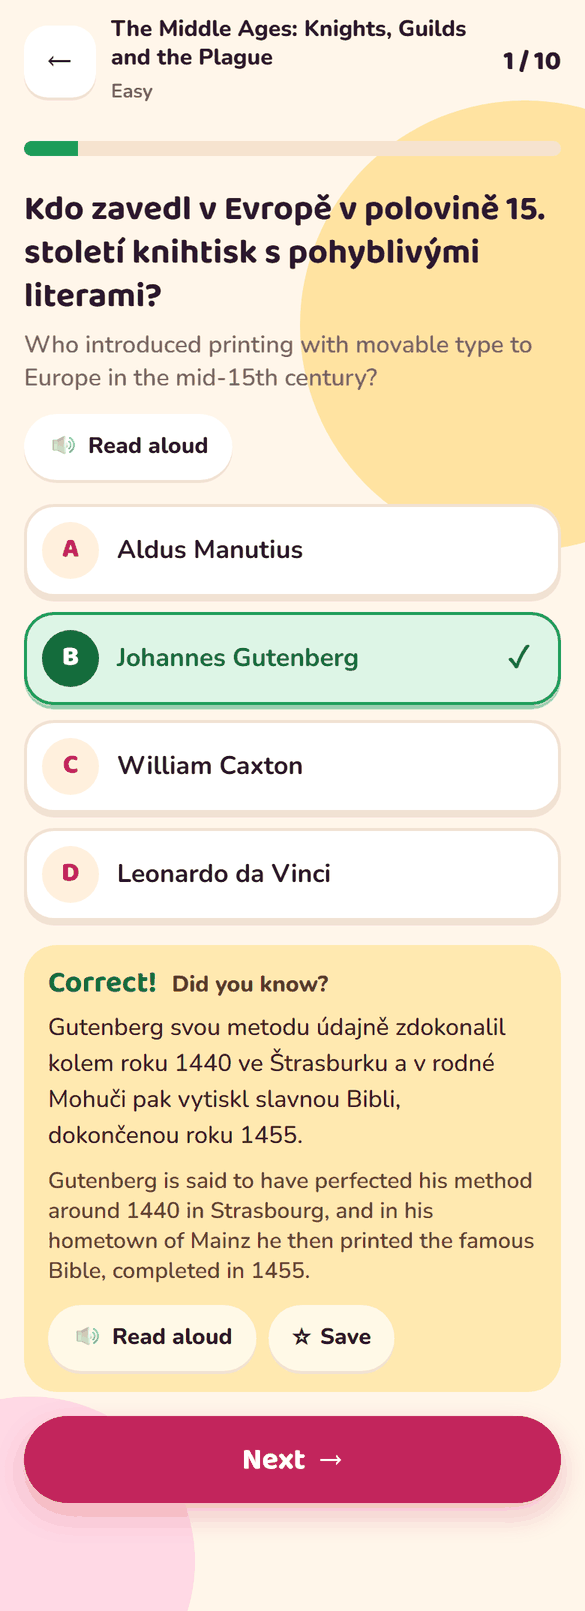 ←
The Middle Ages: Knights, Guilds
and the Plague
Easy
1 / 10
Kdo zavedl v Evropě v polovině 15.
století knihtisk s pohyblivými
literami?
Who introduced printing with movable type to
Europe in the mid-15th century?
Read aloud
A Aldus Manutius
B Johannes Gutenberg ✓
C William Caxton
D Leonardo da Vinci
Correct! Did you know?
Gutenberg svou metodu údajně zdokonalil
kolem roku 1440 ve Štrasburku a v rodné
Mohuči pak vytiskl slavnou Bibli,
dokončenou roku 1455.
Gutenberg is said to have perfected his method
around 1440 in Strasbourg, and in his
hometown of Mainz he then printed the famous
Bible, completed in 1455.
Read aloud ☆ Save
Next →